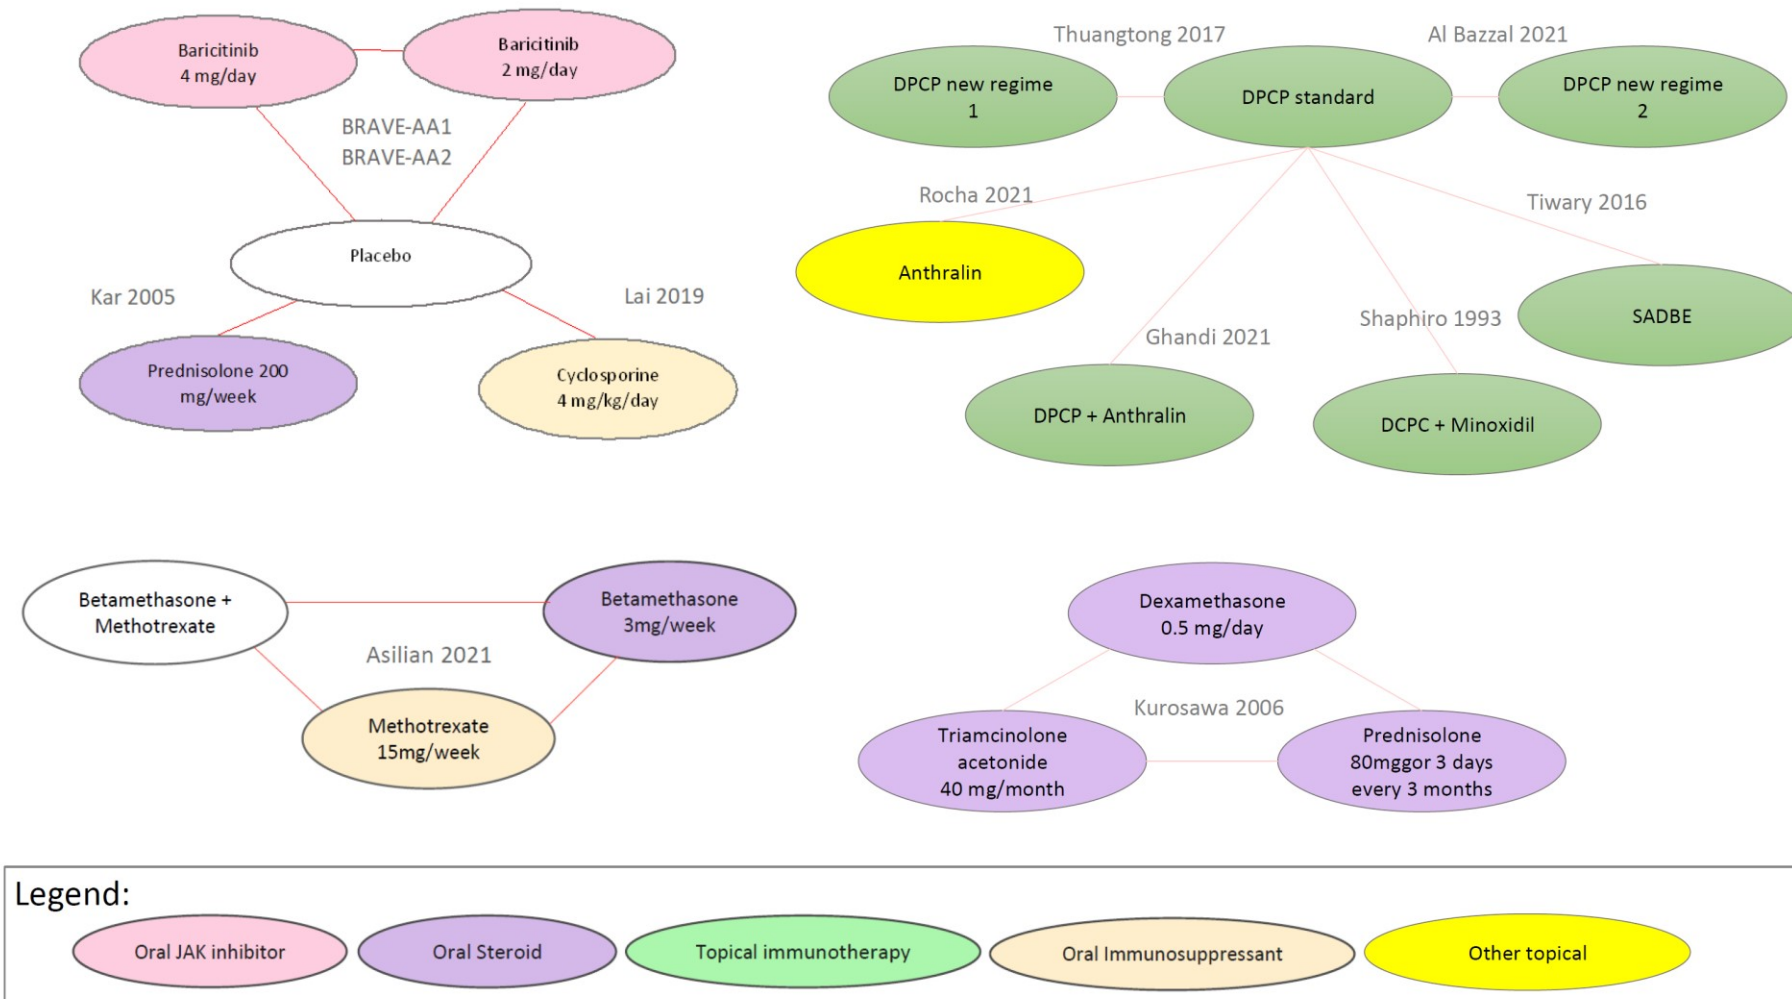 Baricitinib
4 mg/day
Baricitinib
2 mg/day
BRAVE-AA1
BRAVE-AA2
Placebo
Kar 2005
Lai 2019
Prednisolone 200
mg/week
Cyclosporine
4 mg/kg/day
Thuangtong 2017
Al Bazzal 2021
DPCP new regime
1
DPCP standard
DPCP new regime
2
Rocha 2021
Tiwary 2016
Anthralin
SADBE
Ghandi 2021
Shaphiro 1993
DPCP + Anthralin
DCPC + Minoxidil
Betamethasone +
Methotrexate
Betamethasone
3mg/week
Asilian 2021
Methotrexate
15mg/week
Dexamethasone
0.5 mg/day
Kurosawa 2006
Triamcinolone
acetonide
40 mg/month
Prednisolone
80mggor 3 days
every 3 months
Legend:
Oral JAK inhibitor
Oral Steroid
Topical immunotherapy
Oral Immunosuppressant
Other topical